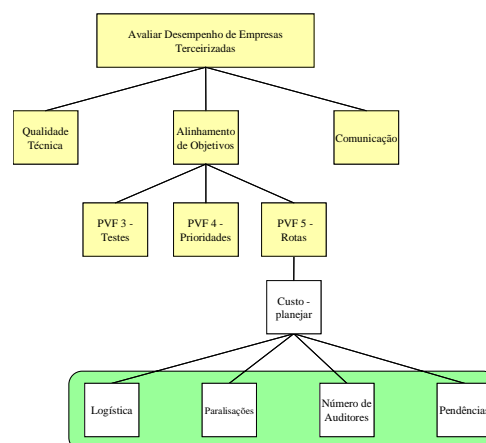 Avaliar Desempenho de Empresas
Terceirizadas
Qualidade
Técnica
Alinhamento
de Objetivos
Comunicação
PVF 3 -
Testes
PVF 4 -
Prioridades
PVF 5 -
Rotas
Custo -
planejar
Logística
Paralisações
Número de
Auditores
Pendências